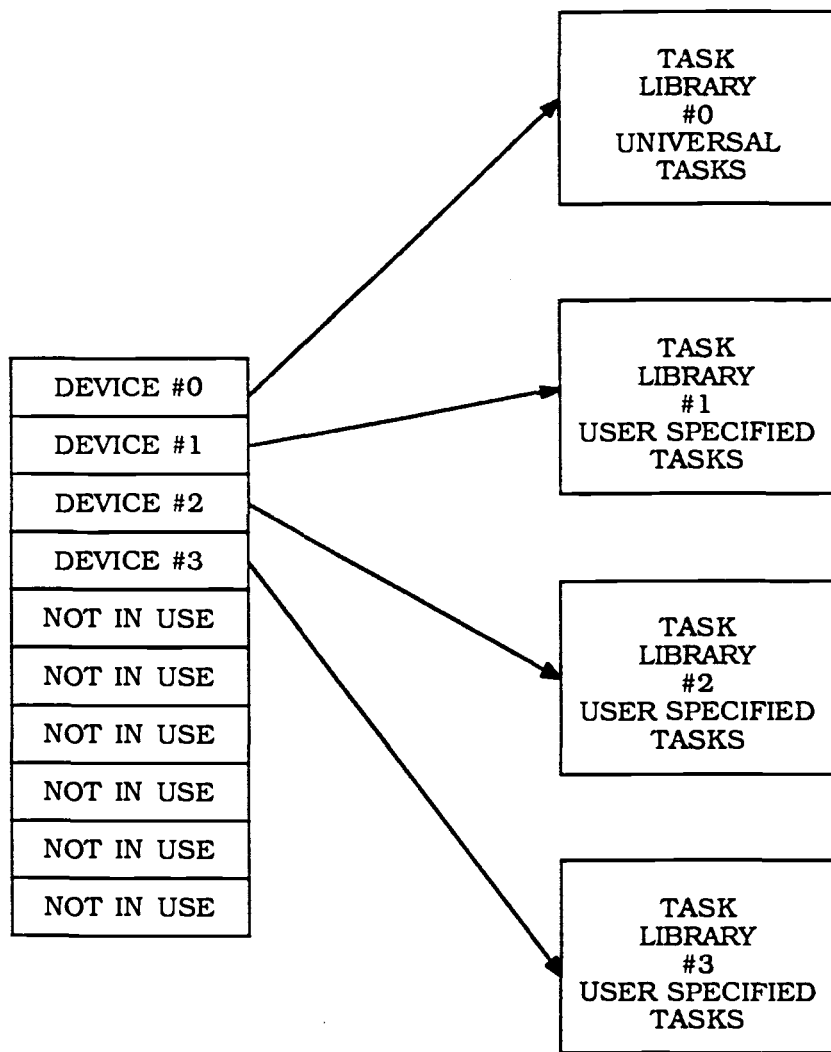 TASK
LIBRARY
#0
UNIVERSAL
TASKS
TASK
LIBRARY
#1
USER SPECIFIED
TASKS
DEVICE #0
DEVICE #1
DEVICE #2
DEVICE #3
NOT IN USE
NOT IN USE
NOT IN USE
NOT IN USE
NOT IN USE
NOT IN USE
TASK
LIBRARY
#2
USER SPECIFIED
TASKS
TASK
LIBRARY
#3
USER SPECIFIED
TASKS